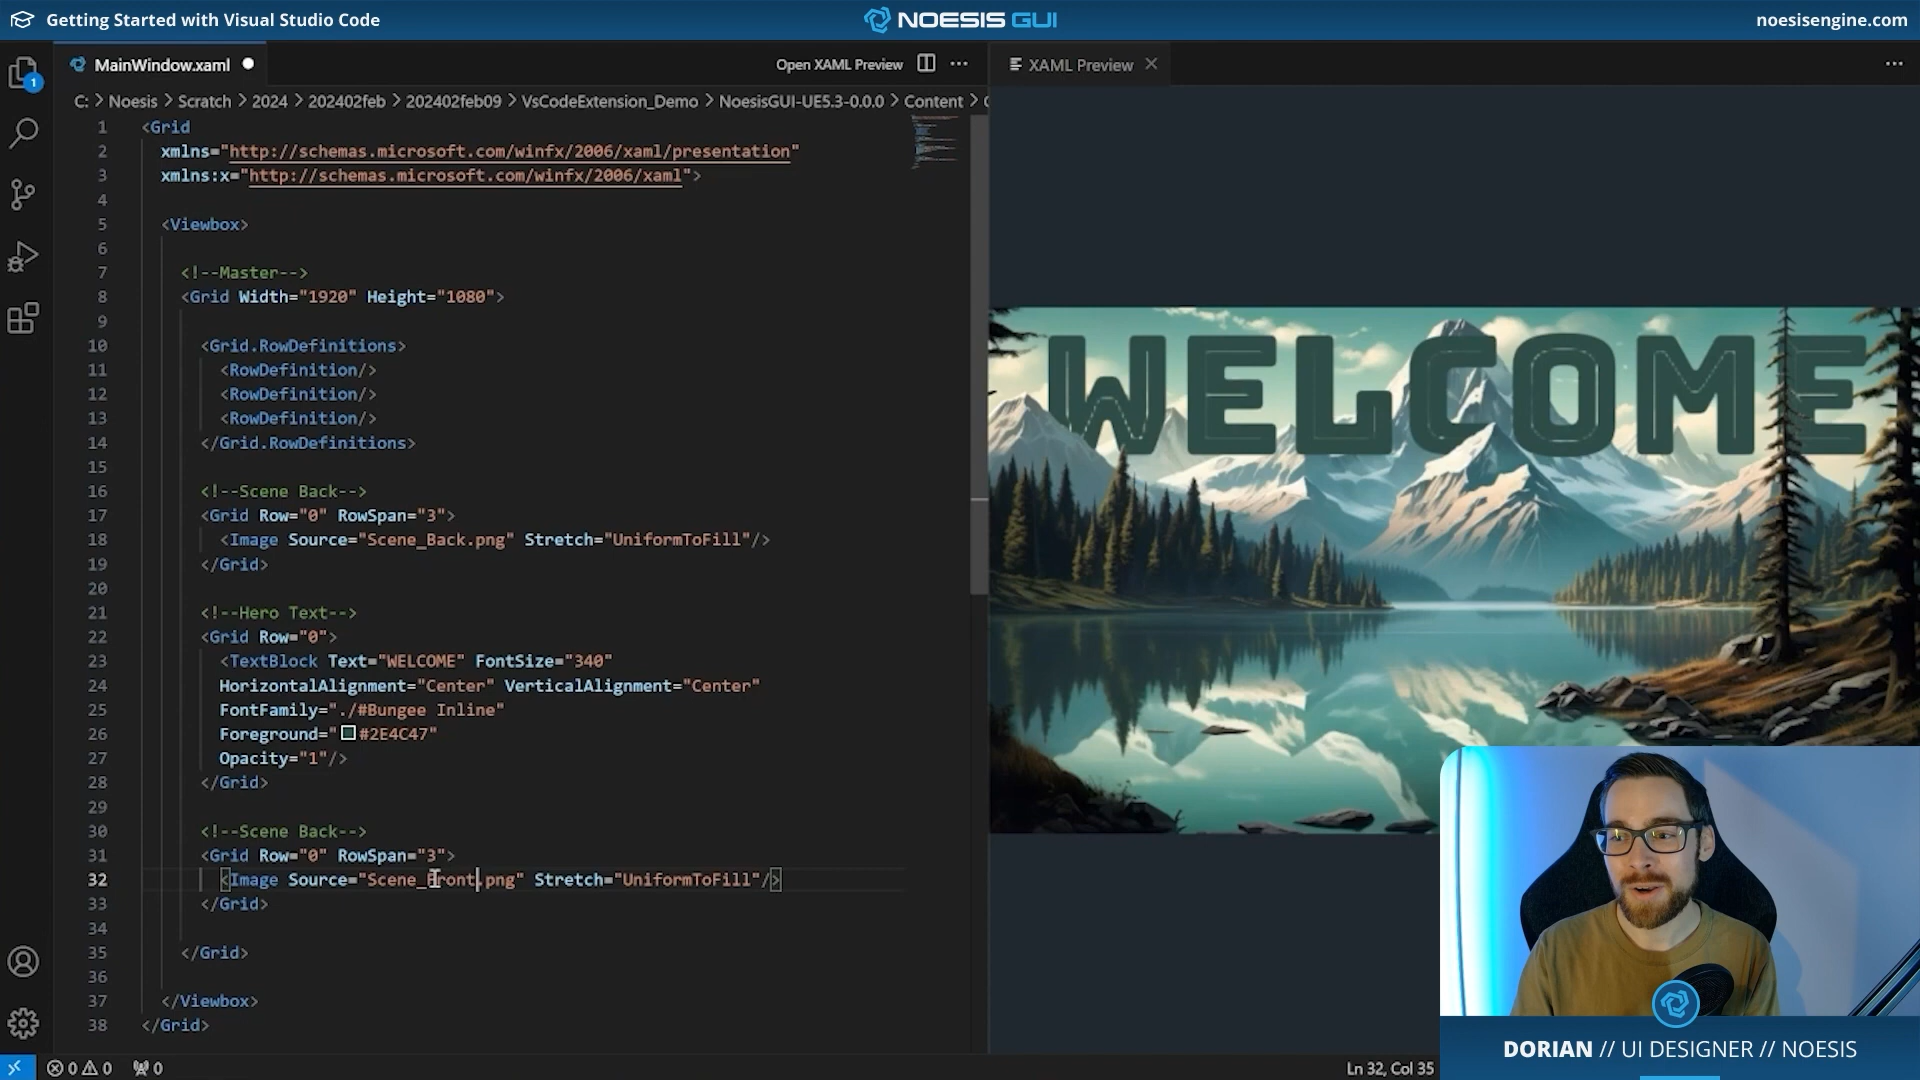 Getting Started with Visual Studio Code
NOESIS GUI
noesisengine.com
1
MainWindow.xaml
Open XAML Preview
XAML Preview
C: > Noesis > Scratch > 2024 > 202402feb > 202402feb09 > VsCodeExtension_Demo > NoesisGUI-UE5.3-0.0.0 > Content >
1 <Grid
2 xmlns="http://schemas.microsoft.com/winfx/2006/xaml/presentation"
3 xmlns:x="http://schemas.microsoft.com/winfx/2006/xaml">
4
5 <Viewbox>
6
7 <!--Master-->
8 <Grid Width="1920" Height="1080">
9
10 <Grid.RowDefinitions>
11 <RowDefinition/>
12 <RowDefinition/>
13 <RowDefinition/>
14 </Grid.RowDefinitions>
15
16 <!--Scene Back-->
17 <Grid Row="0" RowSpan="3">
18 <Image Source="Scene_Back.png" Stretch="UniformToFill"/>
19 </Grid>
20
21 <!--Hero Text-->
22 <Grid Row="0">
23 <TextBlock Text="WELCOME" FontSize="340"
24 HorizontalAlignment="Center" VerticalAlignment="Center"
25 FontFamily="./#Bungee Inline"
26 Foreground="#2E4C47"
27 Opacity="1"/>
28 </Grid>
29
30 <!--Scene Back-->
31 <Grid Row="0" RowSpan="3">
32 <Image Source="Scene_Front.png" Stretch="UniformToFill"/>
33 </Grid>
34
35 </Grid>
36
37 </Viewbox>
38 </Grid>
WELCOME
0 0 0
Ln 32, Col 35
DORIAN // UI DESIGNER // NOESIS